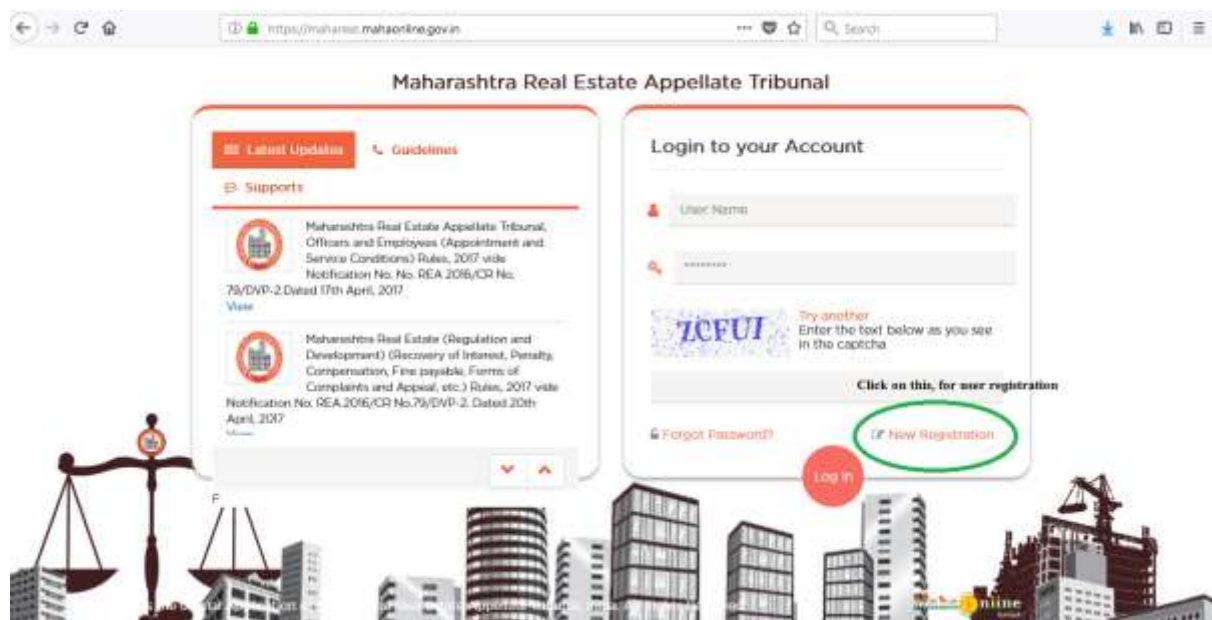 mahaonline.gov.in
Search
Maharashtra Real Estate Appellate Tribunal
Latest Updates
Guidelines
Supports
Maharashtra Real Estate Appellate Tribunal,
Officers and Employees (Appointment and
Service Conditions) Rules, 2017 vide
Notification No. No. REA 2016/CR No.
79/DVP-2.Dated 17th April, 2017
View
Maharashtra Real Estate (Regulation and
Development) (Recovery of Interest, Penalty,
Compensation, Fine payable, Forms of
Complaints and Appeal, etc.) Rules, 2017 vide
Notification No. REA.2016/CR No.79/DVP-2. Dated 20th
April, 2017
View
F
Login to your Account
User Name
********
ZCFUI
Try another
Enter the text below as you see
in the captcha
Click on this, for user registration
Forgot Password?
New Registration
Log in